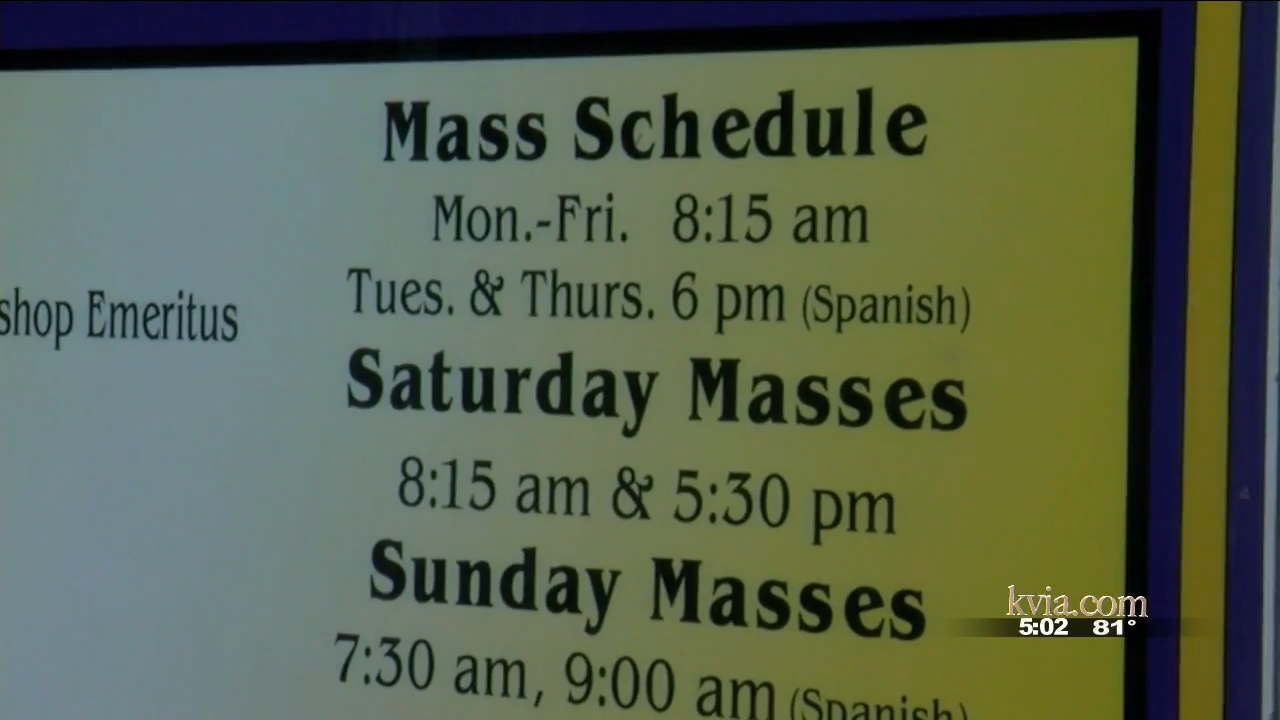 Mass Schedule
Mon.-Fri. 8:15 am
Tues. & Thurs. 6 pm (Spanish)
shop Emeritus
Saturday Masses
8:15 am & 5:30 pm
Sunday Masses
7:30 am, 9:00 am (Spanish)
kvia.com
5:02 81°